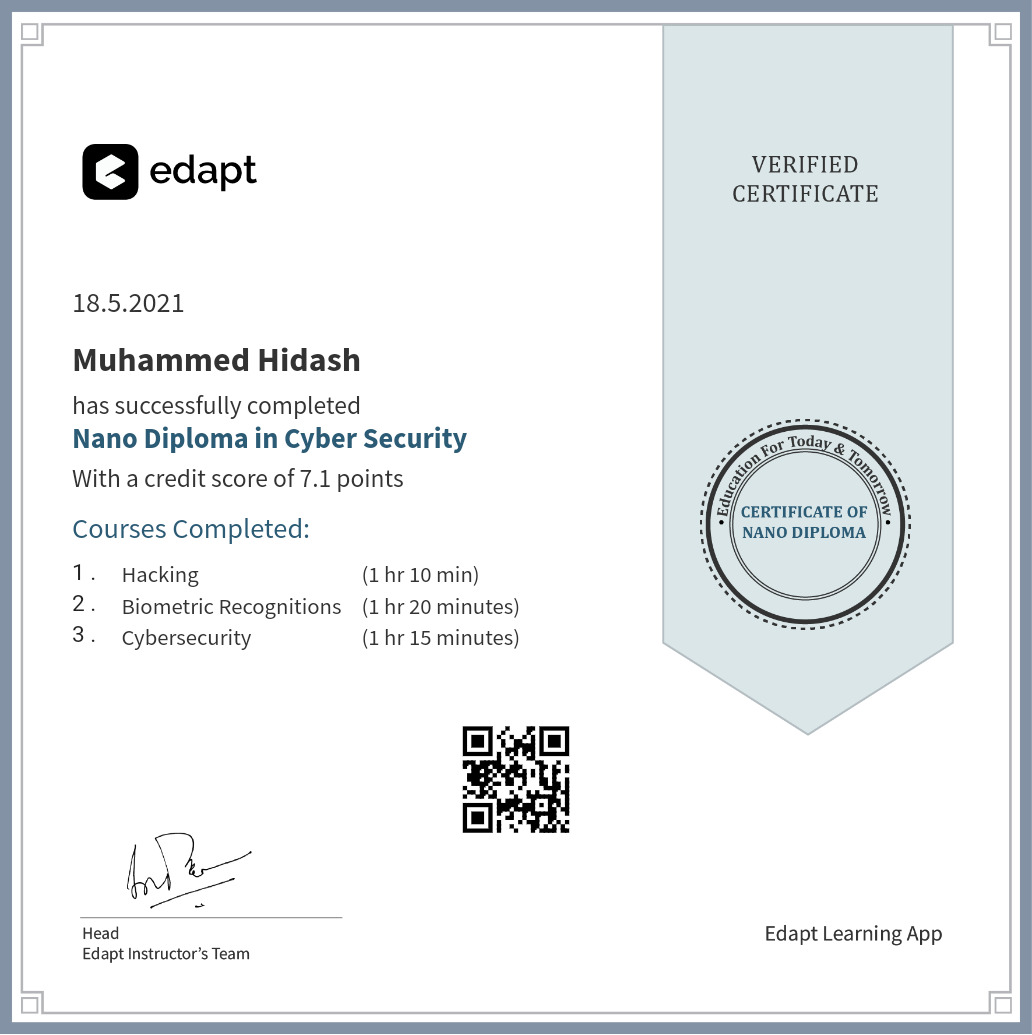 edapt
VERIFIED
CERTIFICATE
18.5.2021
Muhammed Hidash
has successfully completed
Nano Diploma in Cyber Security
With a credit score of 7.1 points
Courses Completed:
1 . Hacking (1 hr 10 min)
2 . Biometric Recognitions (1 hr 20 minutes)
3 . Cybersecurity (1 hr 15 minutes)
• Education For Today & Tomorrow •
CERTIFICATE OF
NANO DIPLOMA
Head
Edapt Instructor’s Team
Edapt Learning App